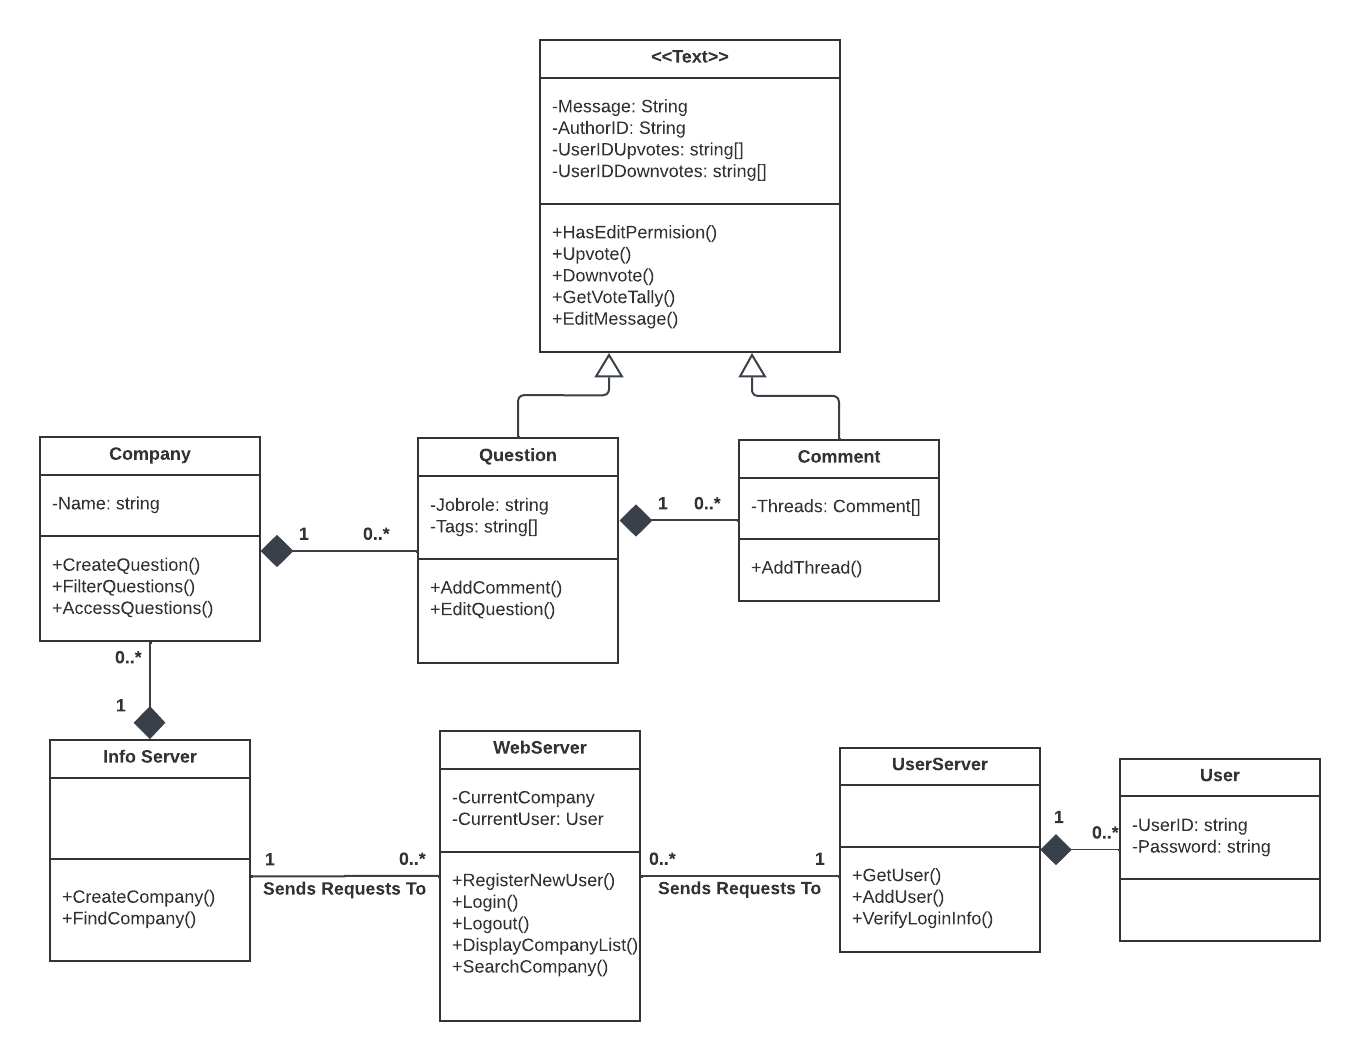 <<Text>>
-Message: String
-AuthorID: String
-UserIDUpvotes: string[]
-UserIDDownvotes: string[]
+HasEditPermision()
+Upvote()
+Downvote()
+GetVoteTally()
+EditMessage()
Company
-Name: string
+CreateQuestion()
+FilterQuestions()
+AccessQuestions()
1
0..*
Question
-Jobrole: string
-Tags: string[]
+AddComment()
+EditQuestion()
1
0..*
Comment
-Threads: Comment[]
+AddThread()
0..*
1
Info Server
+CreateCompany()
+FindCompany()
1
0..*
Sends Requests To
WebServer
-CurrentCompany
-CurrentUser: User
+RegisterNewUser()
+Login()
+Logout()
+DisplayCompanyList()
+SearchCompany()
0..*
1
Sends Requests To
UserServer
+GetUser()
+AddUser()
+VerifyLoginInfo()
1
0..*
User
-UserID: string
-Password: string